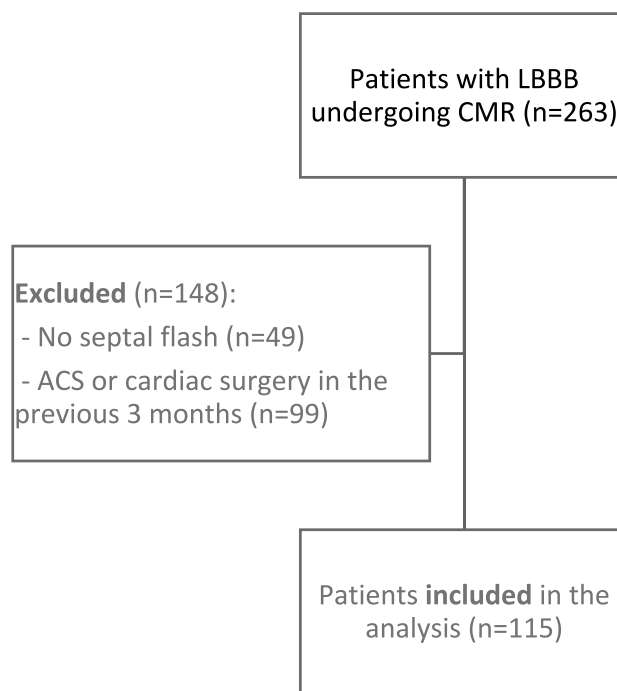 Patients with LBBB
undergoing CMR (n=263)
Excluded (n=148):
- No septal flash (n=49)
- ACS or cardiac surgery in the
previous 3 months (n=99)
Patients included in the
analysis (n=115)